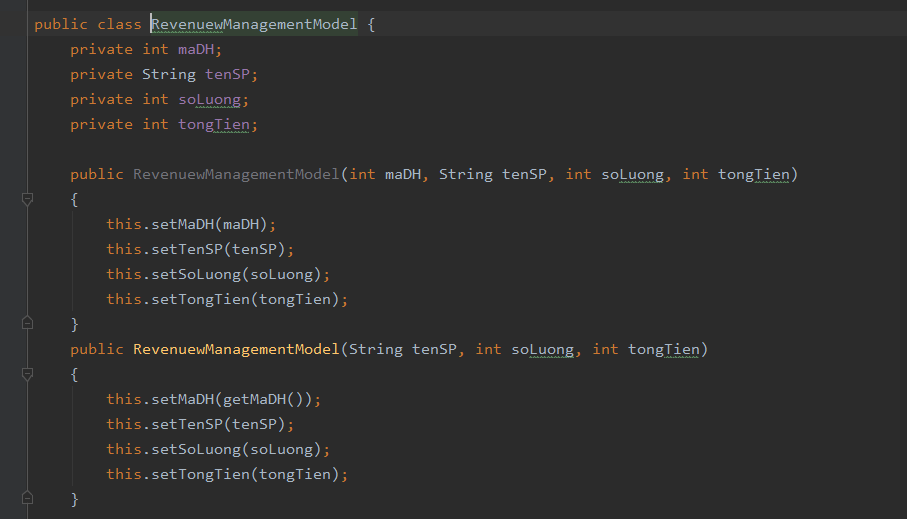 public class RevenuewManagementModel {
private int maDH;
private String tenSP;
private int soLuong;
private int tongTien;
public RevenuewManagementModel(int maDH, String tenSP, int soLuong, int tongTien)
{
this.setMaDH(maDH);
this.setTenSP(tenSP);
this.setSoLuong(soLuong);
this.setTongTien(tongTien);
}
public RevenuewManagementModel(String tenSP, int soLuong, int tongTien)
{
this.setMaDH(getMaDH());
this.setTenSP(tenSP);
this.setSoLuong(soLuong);
this.setTongTien(tongTien);
}